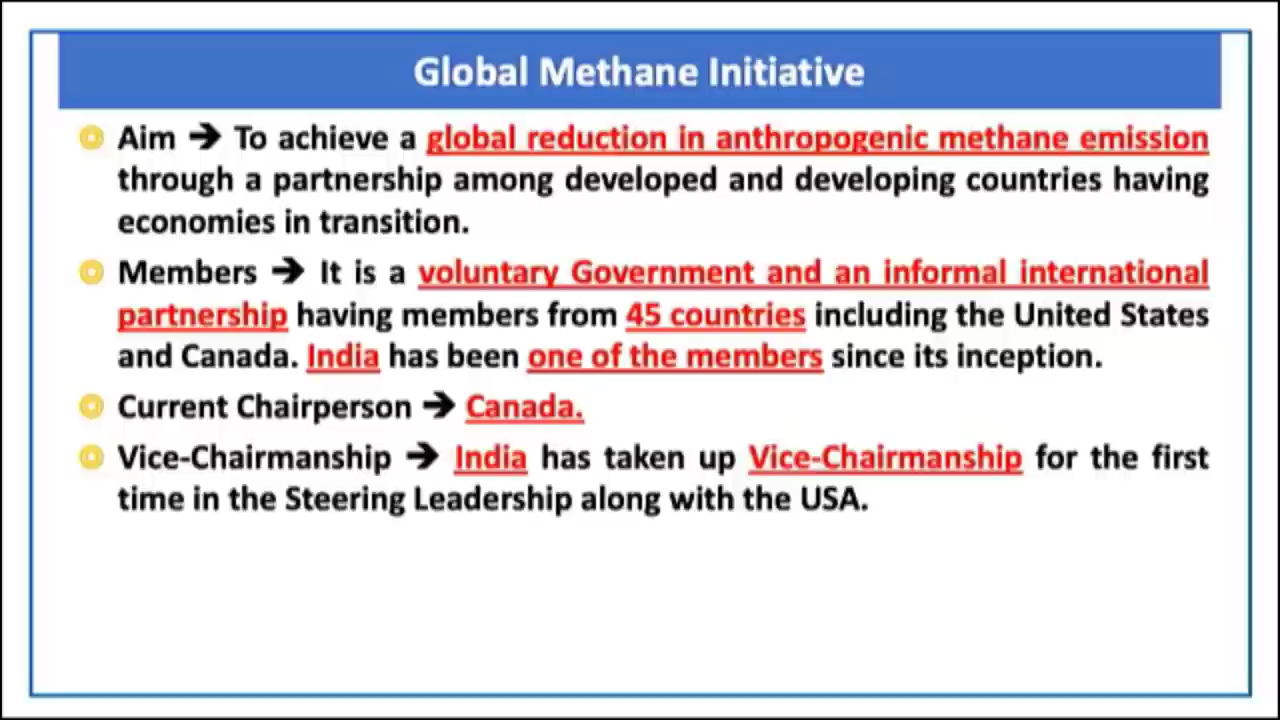 Global Methane Initiative
Aim ➔ To achieve a global reduction in anthropogenic methane emission
through a partnership among developed and developing countries having
economies in transition.
Members ➔ It is a voluntary Government and an informal international
partnership having members from 45 countries including the United States
and Canada. India has been one of the members since its inception.
Current Chairperson ➔ Canada.
Vice-Chairmanship ➔ India has taken up Vice-Chairmanship for the first
time in the Steering Leadership along with the USA.